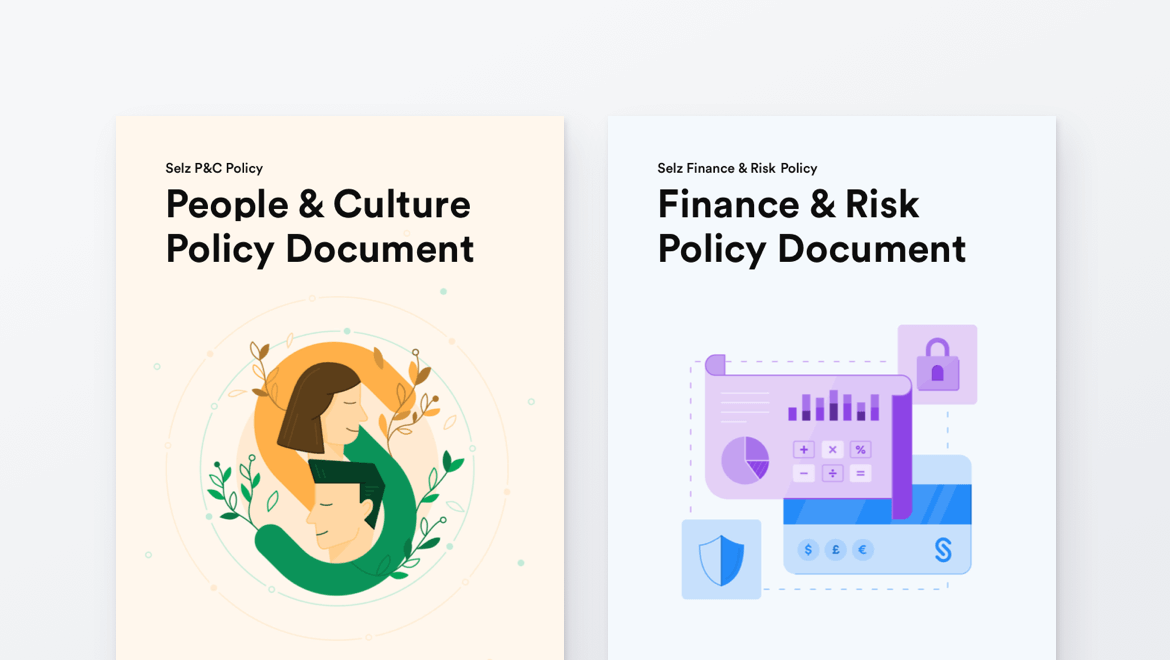 Selz P&C Policy
People & Culture
Policy Document
Selz Finance & Risk Policy
Finance & Risk
Policy Document
+ × %
− ÷ =
$ £ €